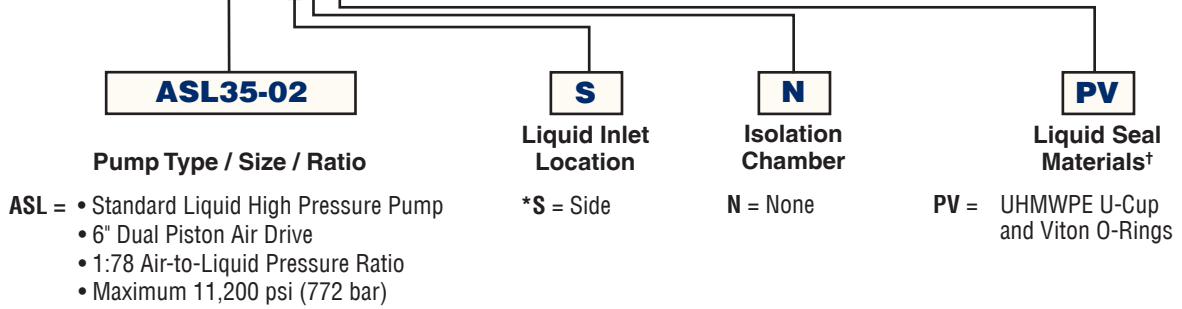 ASL35-02
S
N
PV
Pump Type / Size / Ratio
Liquid Inlet
Location
Isolation
Chamber
Liquid Seal
Materials†
ASL = • Standard Liquid High Pressure Pump
• 6" Dual Piston Air Drive
• 1:78 Air-to-Liquid Pressure Ratio
• Maximum 11,200 psi (772 bar)
*S = Side
N = None
PV = UHMWPE U-Cup
and Viton O-Rings